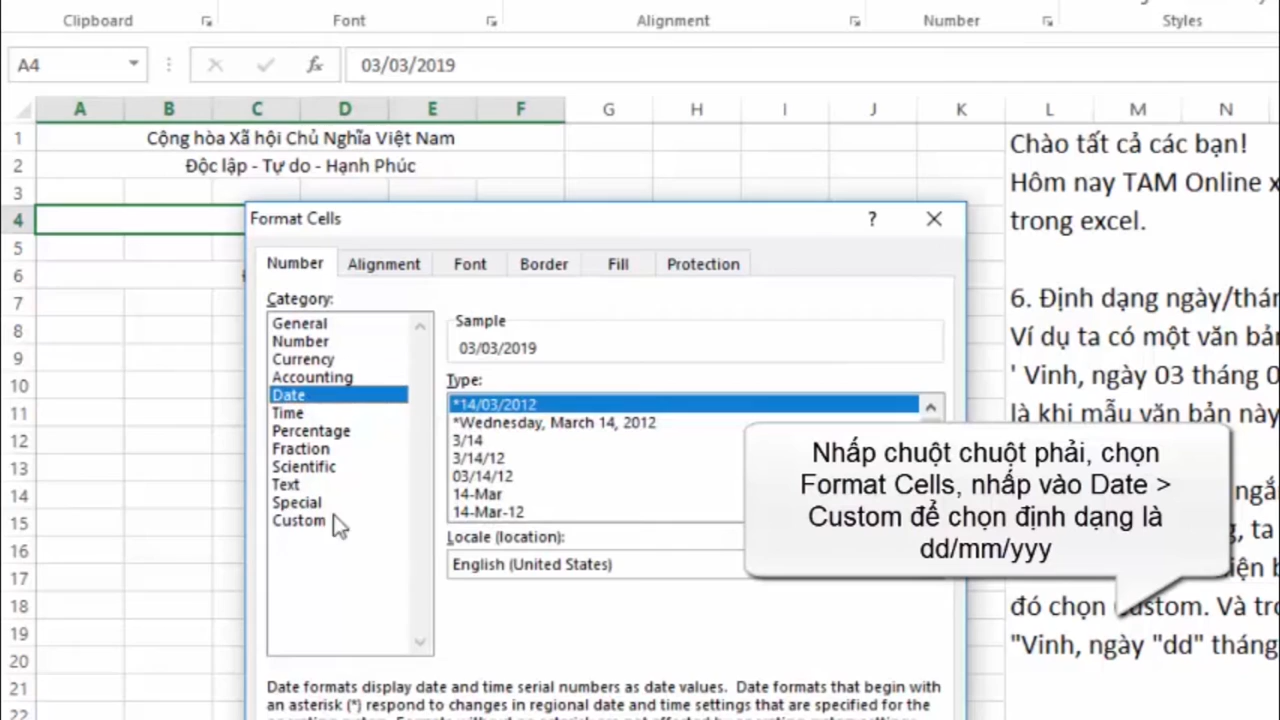 Clipboard Font Alignment Number Styles
A4 fx 03/03/2019
A B C D E F G H I J K L M N
1 Cộng hòa Xã hội Chủ Nghĩa Việt Nam
2 Độc lập - Tự do - Hạnh Phúc
3
4
5
6
7
8
9
10
11
12
13
14
15
16
17
18
19
20
21
22
Chào tất cả các bạn!
Hôm nay TAM Online
trong excel.
6. Định dạng
Ví dụ ta có một văn bản
' Vinh, ngày 03 tháng
là khi mẫu văn bản này
ta
đó chọn Custom. Và
"Vinh, ngày "dd" tháng
Format Cells ?
Number Alignment Font Border Fill Protection
Category:
General
Number
Currency
Accounting
Date
Time
Percentage
Fraction
Scientific
Text
Special
Custom
Sample
03/03/2019
Type:
*14/03/2012
*Wednesday, March 14, 2012
3/14
3/14/12
03/14/12
14-Mar
14-Mar-12
Locale (location):
English (United States)
Date formats display date and time serial numbers as date values. Date formats that begin with
an asterisk (*) respond to changes in regional date and time settings that are specified for the
Nhấp chuột chuột phải, chọn
Format Cells, nhấp vào Date >
Custom để chọn định dạng là
dd/mm/yyy